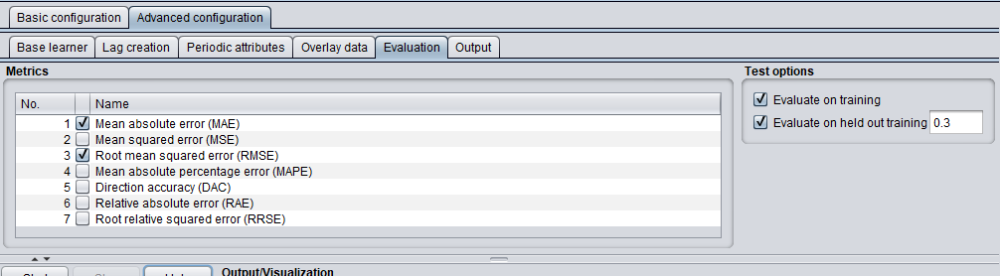 Basic configuration Advanced configuration
Base learner Lag creation Periodic attributes Overlay data Evaluation Output
Metrics Test options
No. Name
1 Mean absolute error (MAE)
2 Mean squared error (MSE)
3 Root mean squared error (RMSE)
4 Mean absolute percentage error (MAPE)
5 Direction accuracy (DAC)
6 Relative absolute error (RAE)
7 Root relative squared error (RRSE)
Evaluate on training
Evaluate on held out training 0.3
Output/Visualization